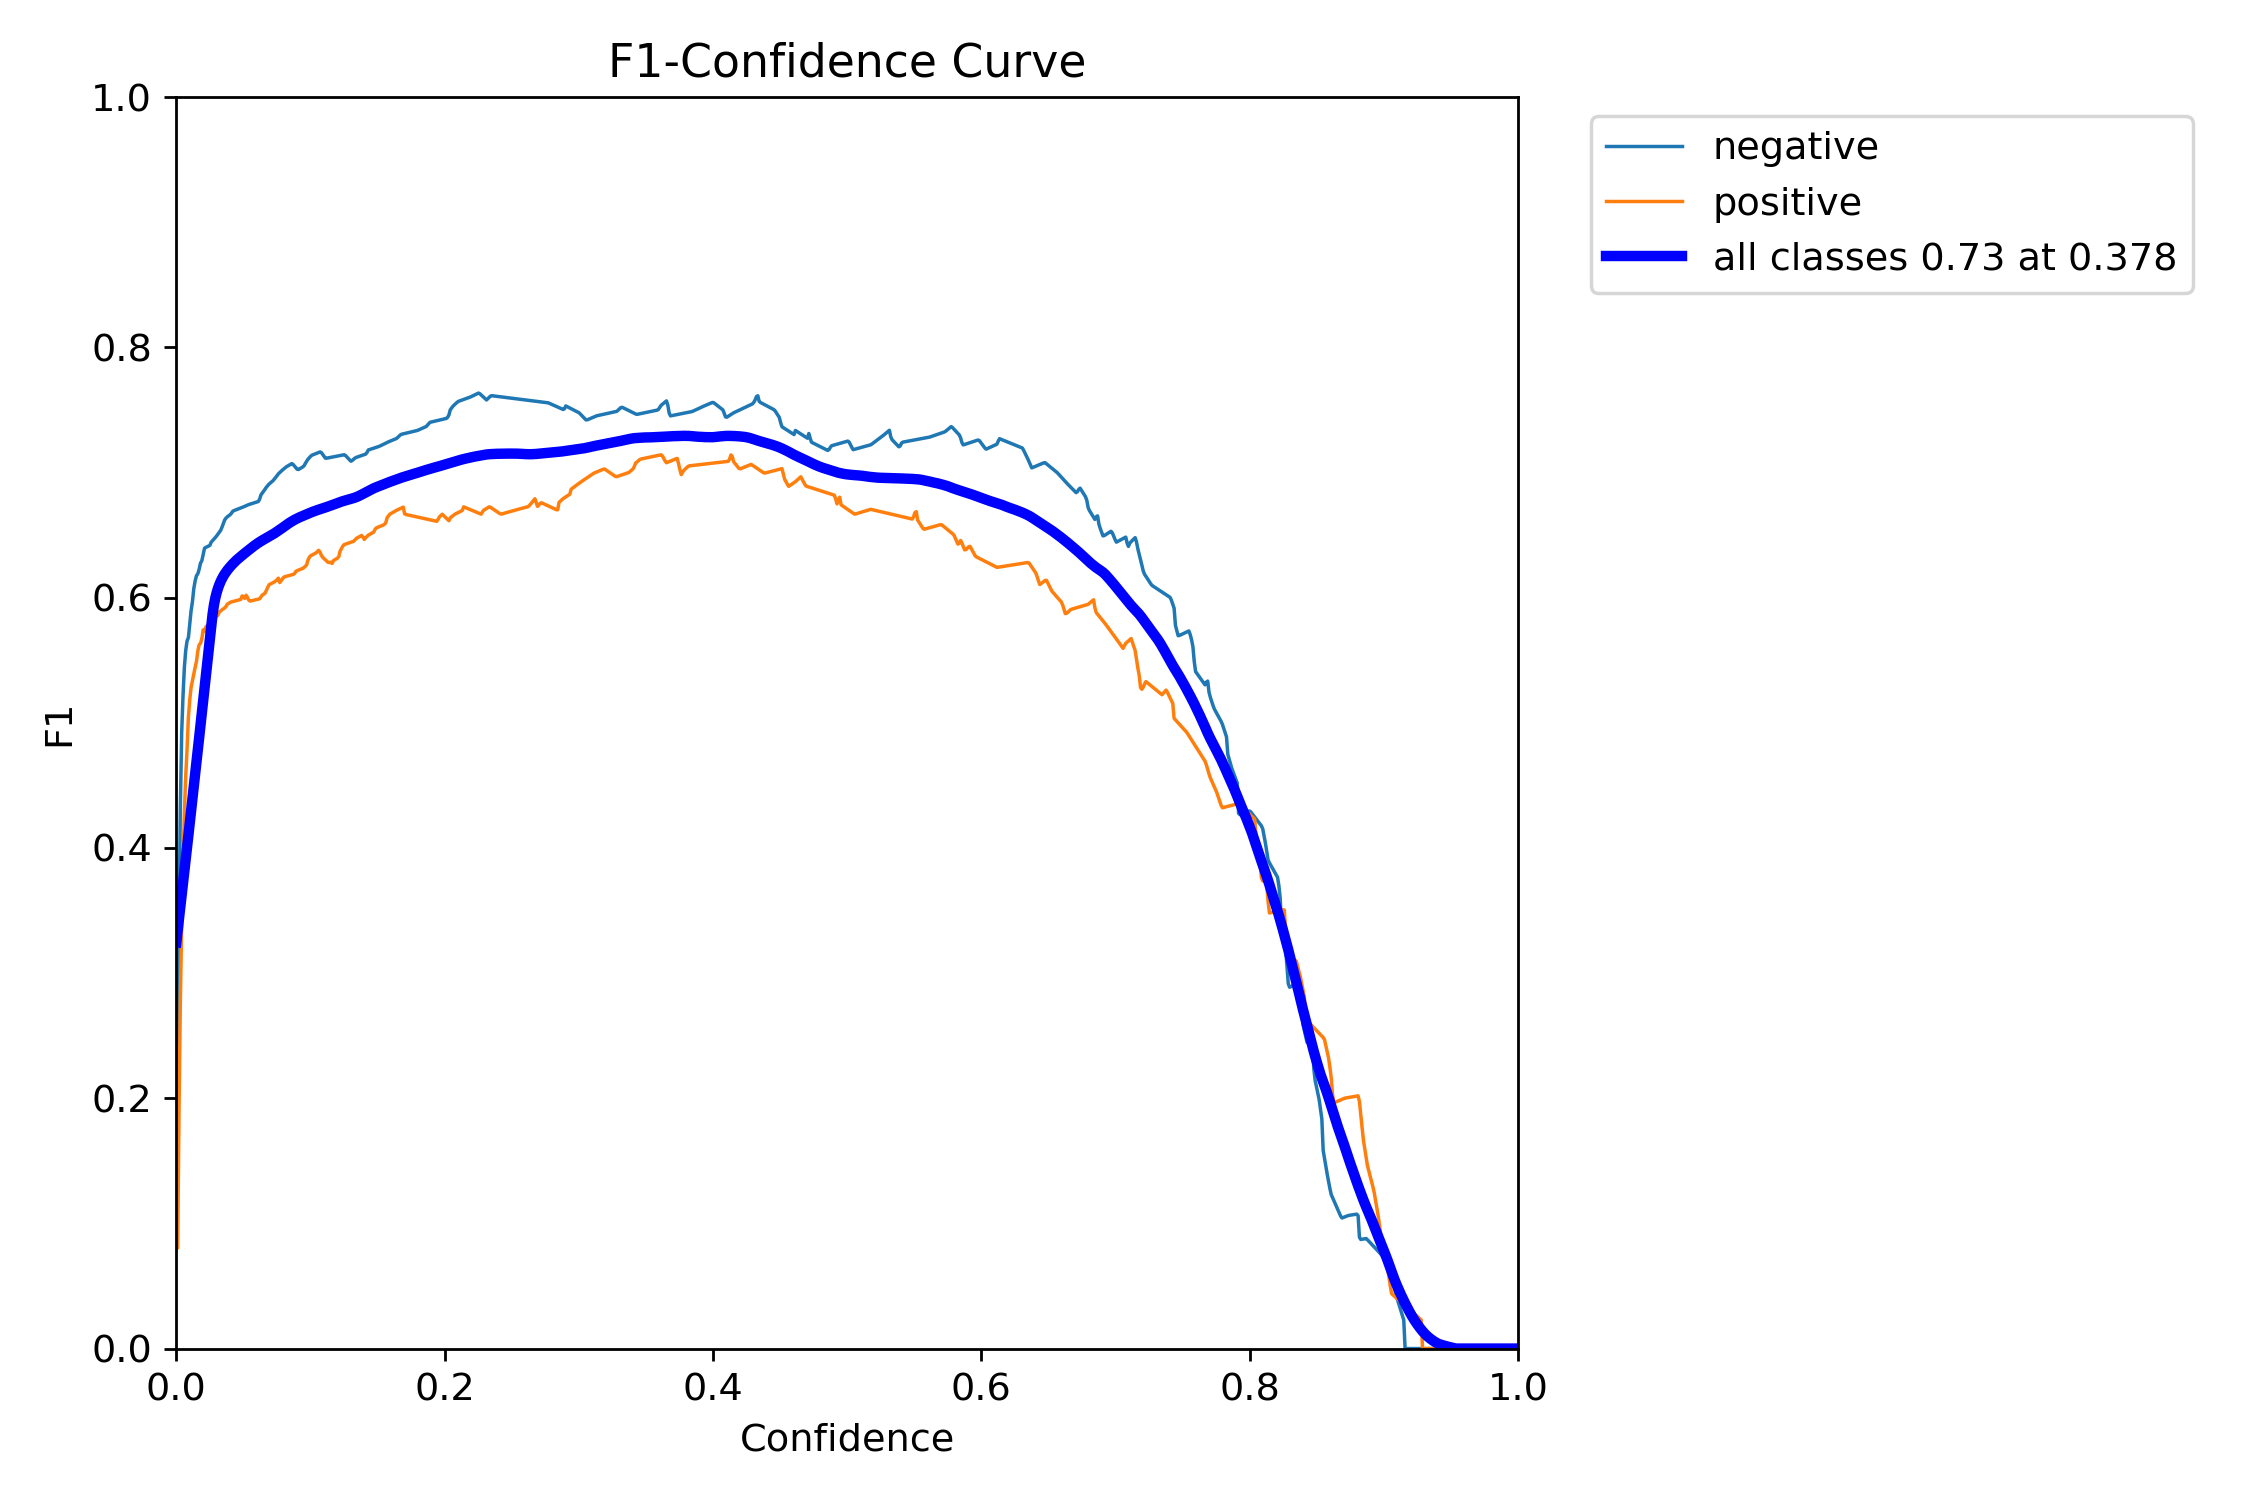 F1-Confidence Curve
1.0
0.8
0.6
0.4
0.2
0.0
F1
0.0 0.2 0.4 0.6 0.8 1.0
Confidence
negative
positive
all classes 0.73 at 0.378